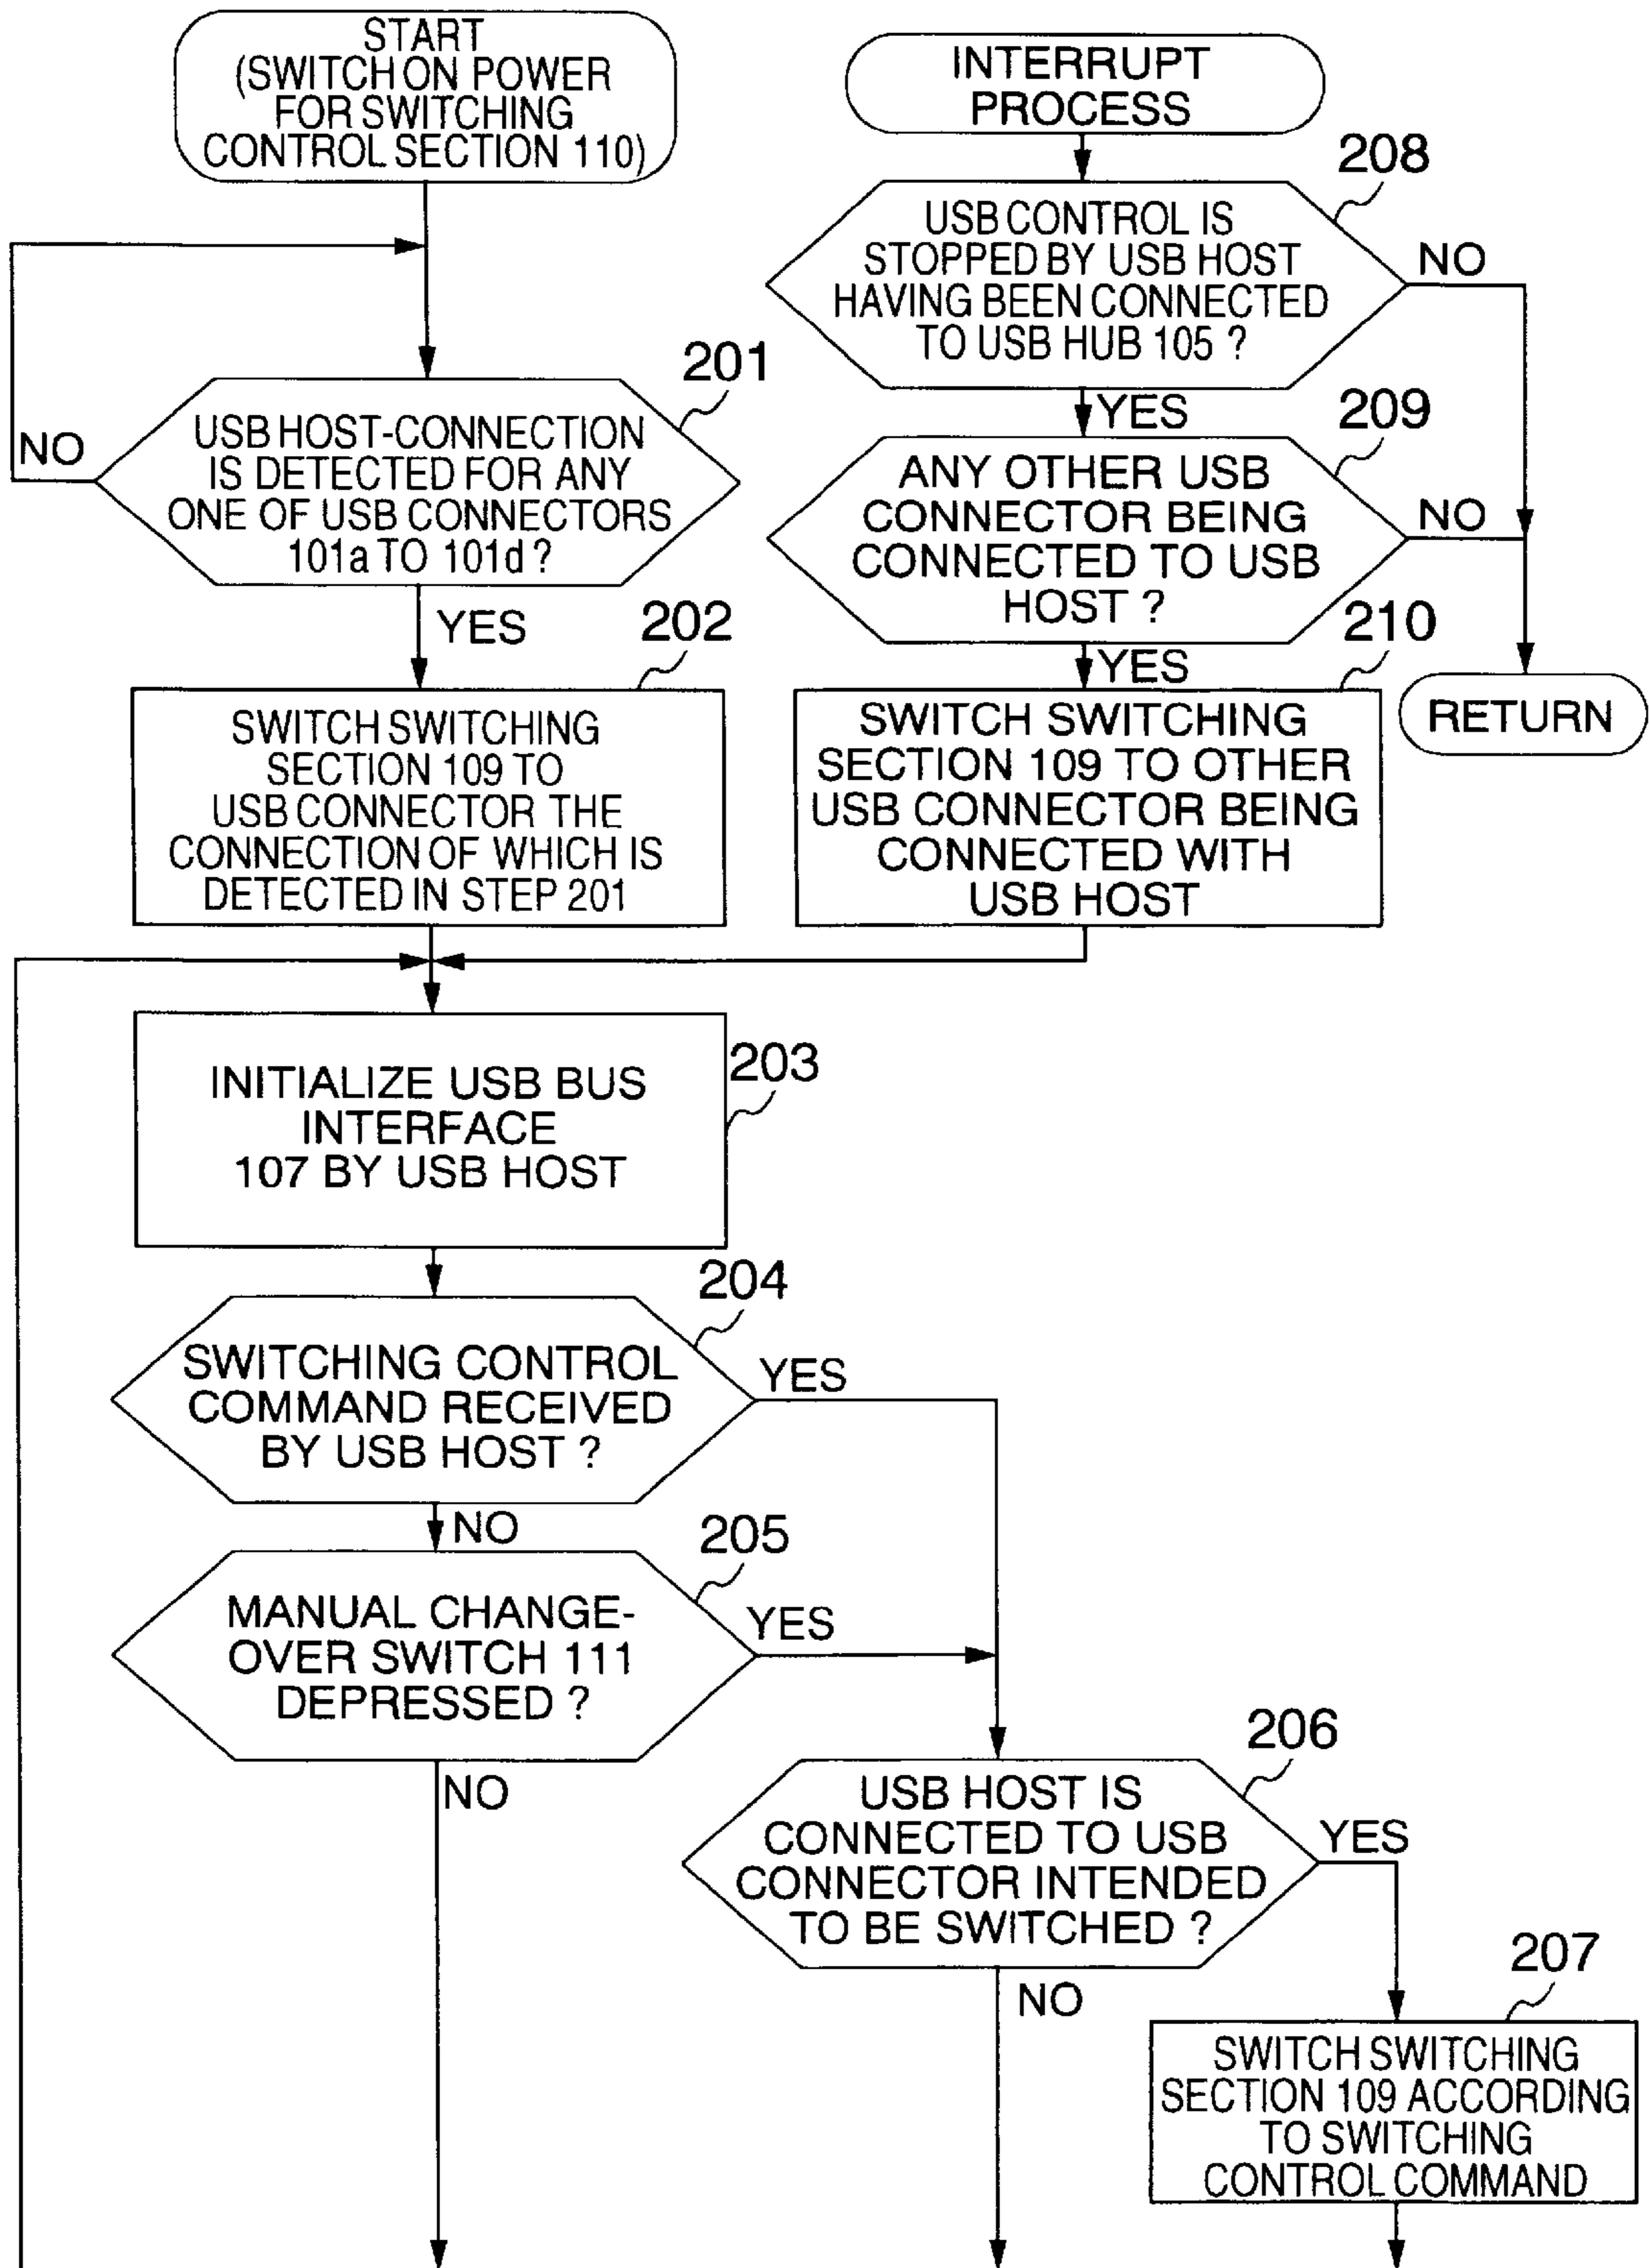 START
(SWITCH ON POWER
FOR SWITCHING
CONTROL SECTION 110)
NO
201
USB HOST-CONNECTION
IS DETECTED FOR ANY
ONE OF USB CONNECTORS
101a TO 101d ?
YES
202
SWITCH SWITCHING
SECTION 109 TO
USB CONNECTOR THE
CONNECTION OF WHICH IS
DETECTED IN STEP 201
INTERRUPT
PROCESS
208
USB CONTROL IS
STOPPED BY USB HOST
HAVING BEEN CONNECTED
TO USB HUB 105 ?
NO
YES
209
ANY OTHER USB
CONNECTOR BEING
CONNECTED TO USB
HOST ?
NO
YES
210
SWITCH SWITCHING
SECTION 109 TO OTHER
USB CONNECTOR BEING
CONNECTED WITH
USB HOST
RETURN
203
INITIALIZE USB BUS
INTERFACE
107 BY USB HOST
204
SWITCHING CONTROL
COMMAND RECEIVED
BY USB HOST ?
YES
NO
205
MANUAL CHANGE-
OVER SWITCH 111
DEPRESSED ?
YES
NO
206
USB HOST IS
CONNECTED TO USB
CONNECTOR INTENDED
TO BE SWITCHED ?
YES
NO
207
SWITCH SWITCHING
SECTION 109 ACCORDING
TO SWITCHING
CONTROL COMMAND